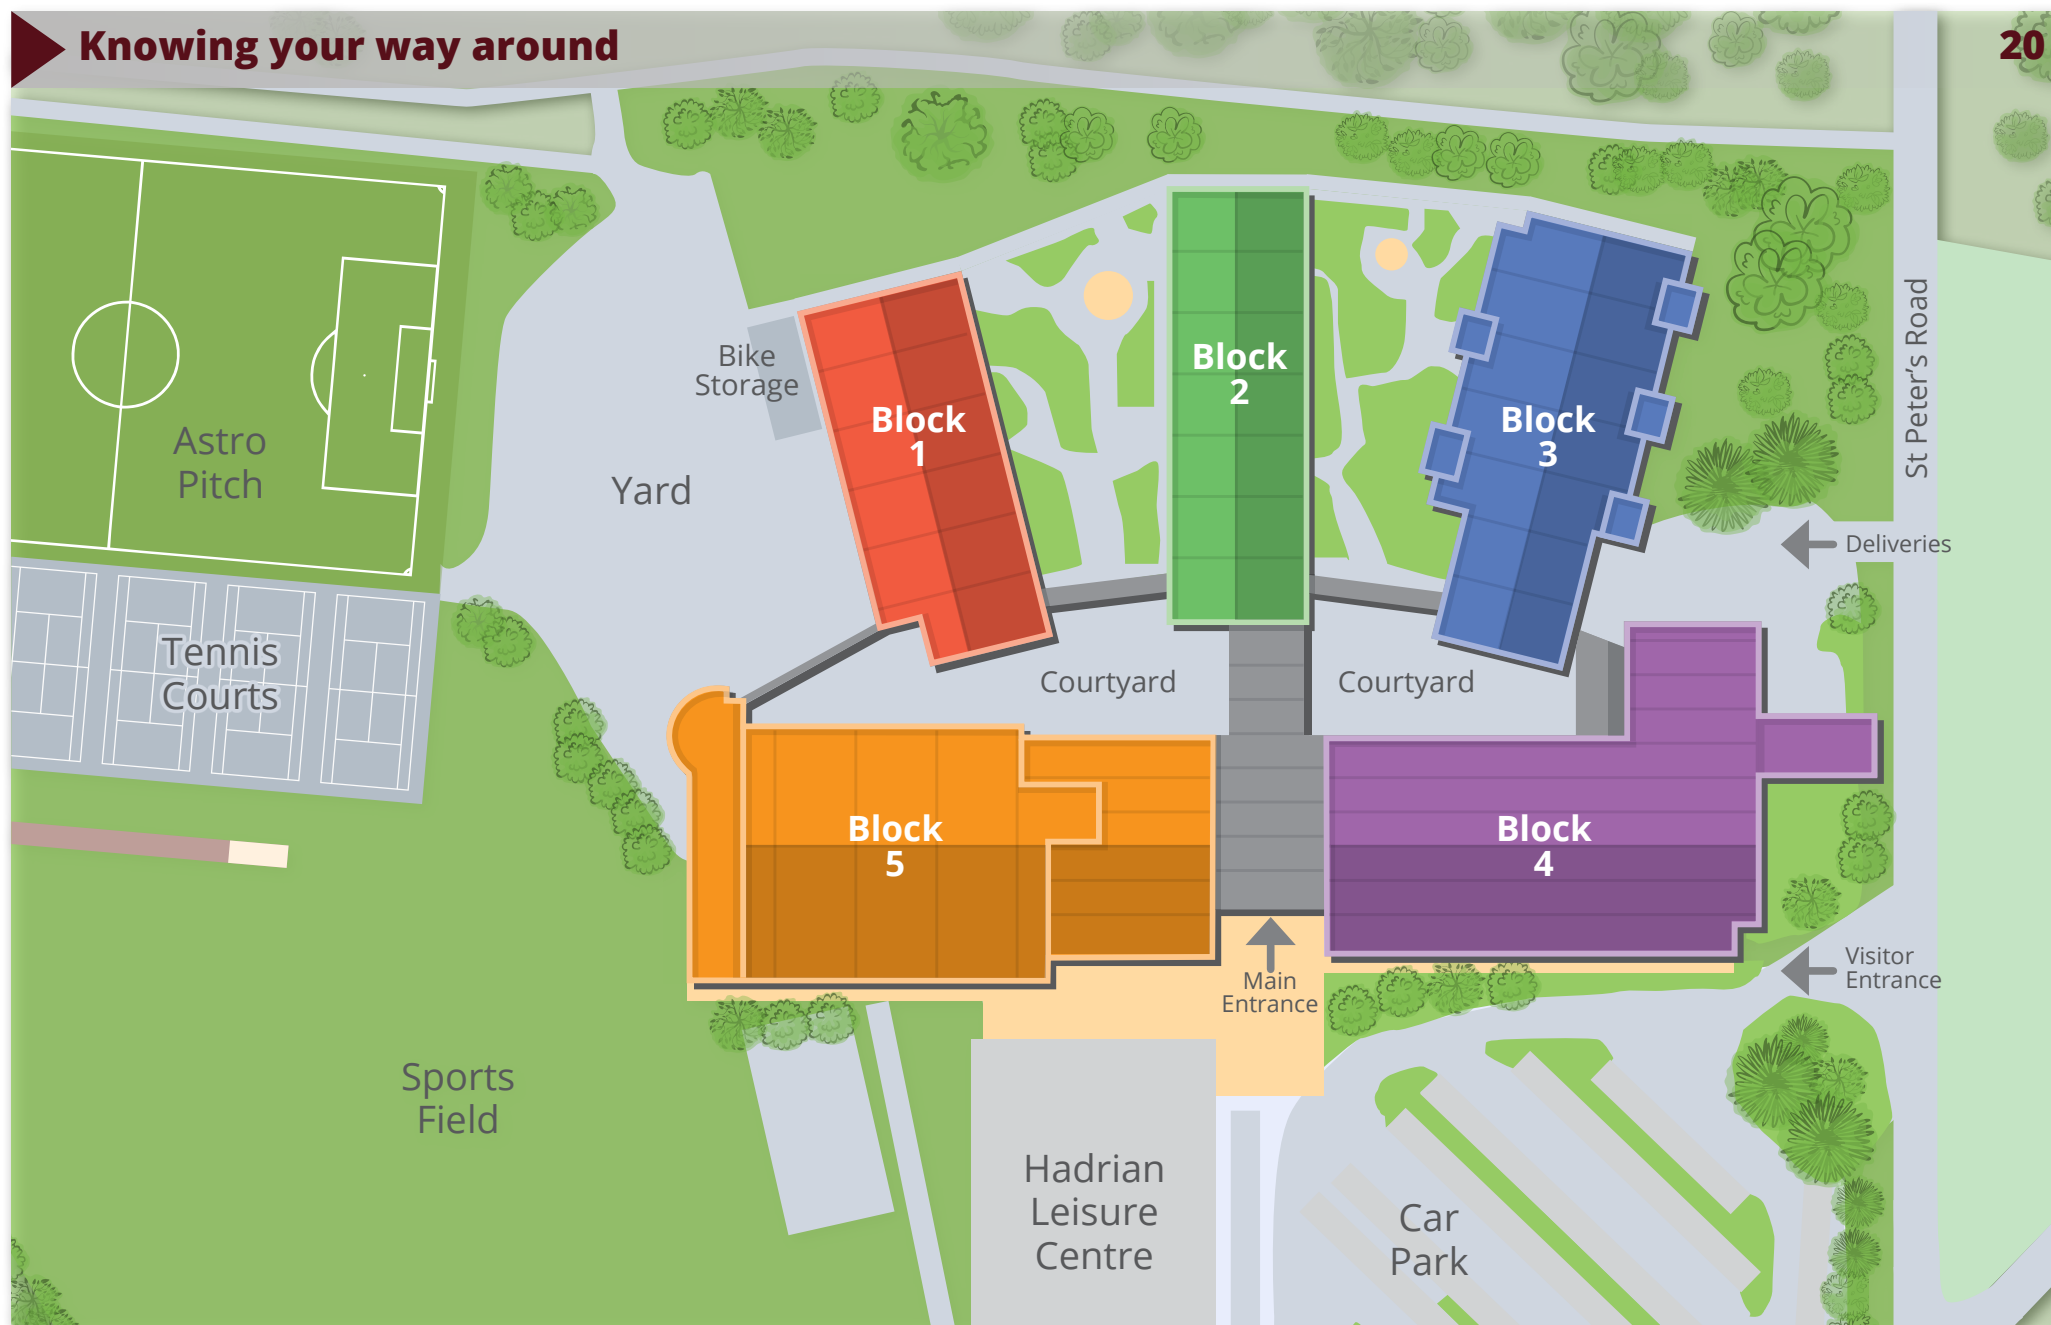 Knowing your way around
20
Astro
Pitch
Bike
Storage
Yard
Block
1
Block
2
Block
3
St Peter's Road
Deliveries
Tennis
Courts
Courtyard
Courtyard
Block
5
Block
4
Main
Entrance
Visitor
Entrance
Sports
Field
Hadrian
Leisure
Centre
Car
Park